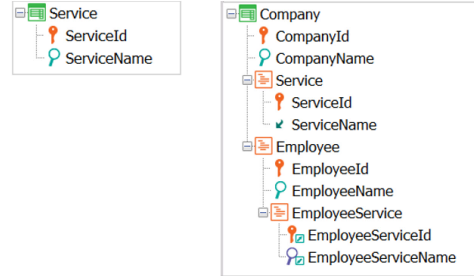 Service
ServiceId
ServiceName
Company
CompanyId
CompanyName
Service
ServiceId
ServiceName
Employee
EmployeeId
EmployeeName
EmployeeService
EmployeeServiceId
EmployeeServiceName